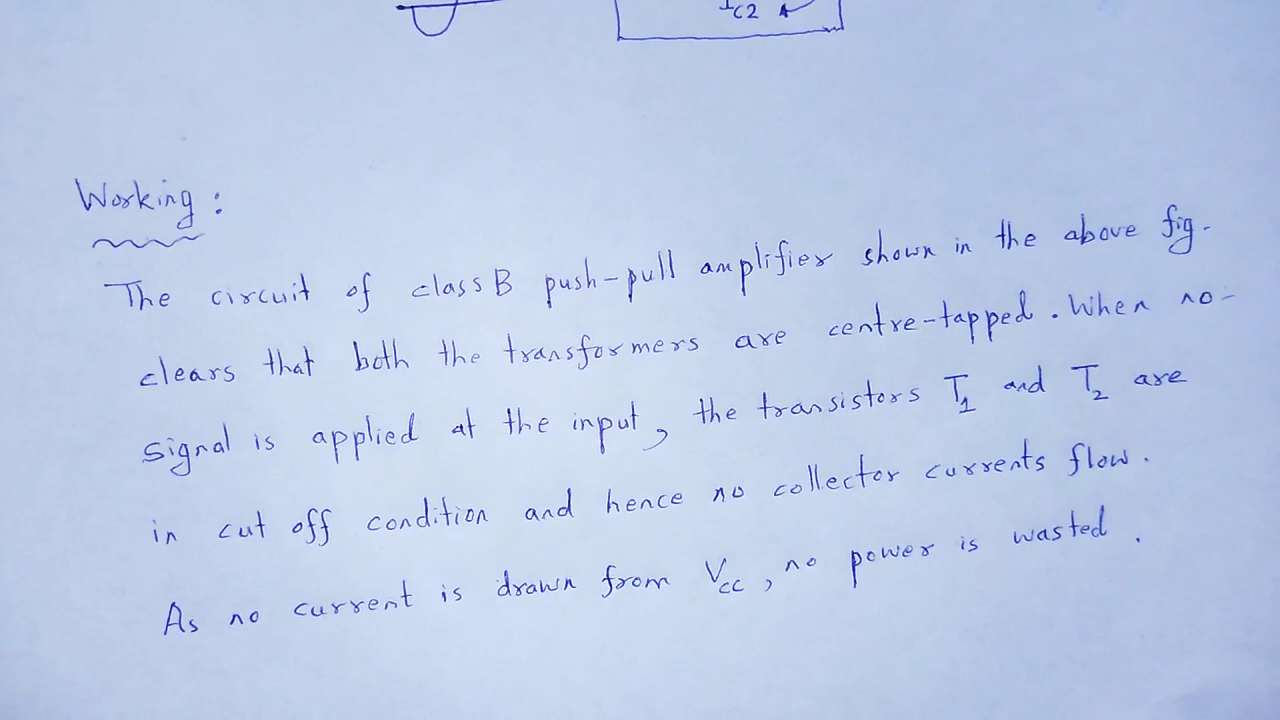 IC2
Working :
The circuit of class B push-pull amplifier shown in the above fig.
clears that both the transformers are centre-tapped. When no-
signal is applied at the input, the transistors T1 and T2 are
in cut off condition and hence no collector currents flow.
As no current is drawn from Vcc, no power is wasted.